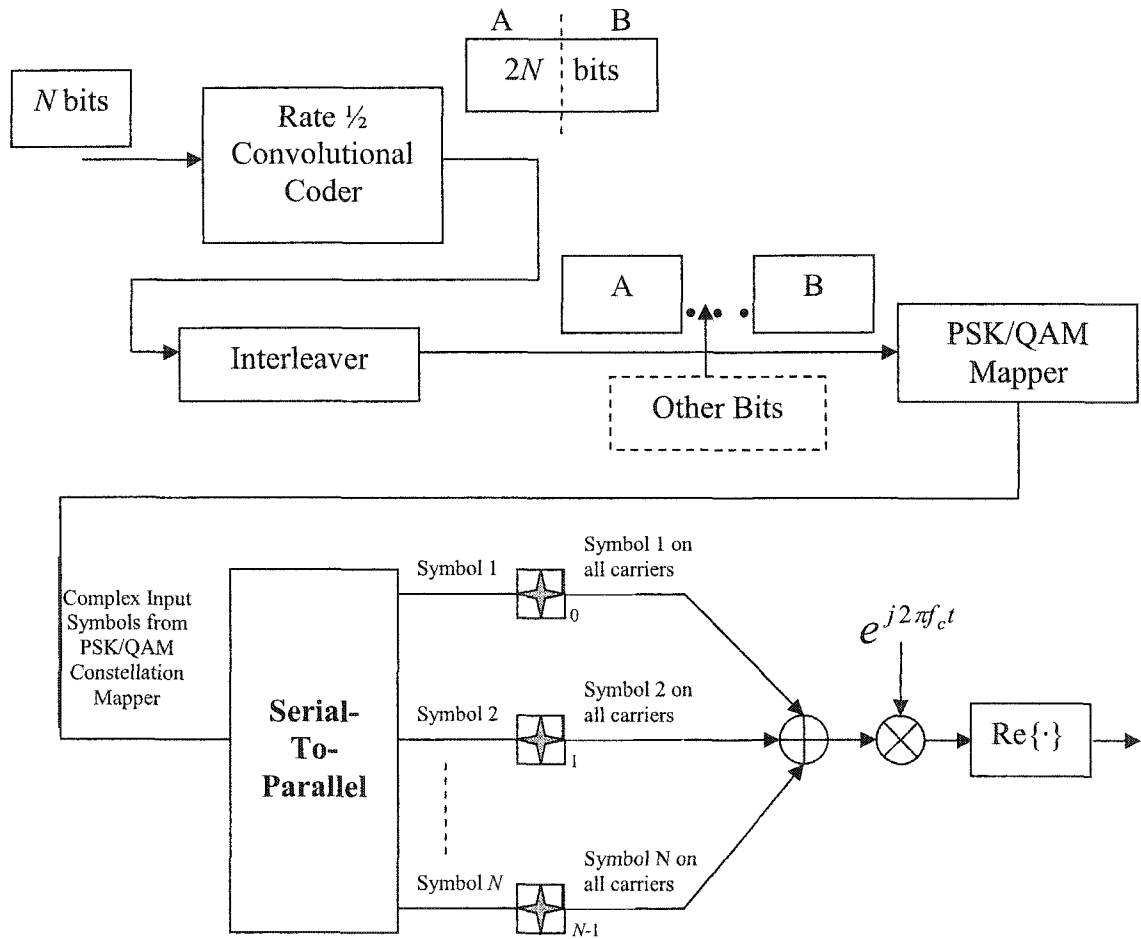 A B
2N bits
N bits
Rate ½
Convolutional
Coder
A
B
Interleaver
PSK/QAM
Mapper
Other Bits
Complex Input
Symbols from
PSK/QAM
Constellation
Mapper
Serial-
To-
Parallel
Symbol 1
0
Symbol 1 on
all carriers
Symbol 2
1
Symbol 2 on
all carriers
Symbol N
N-1
Symbol N on
all carriers
e^{j2πf_c t}
Re{·}